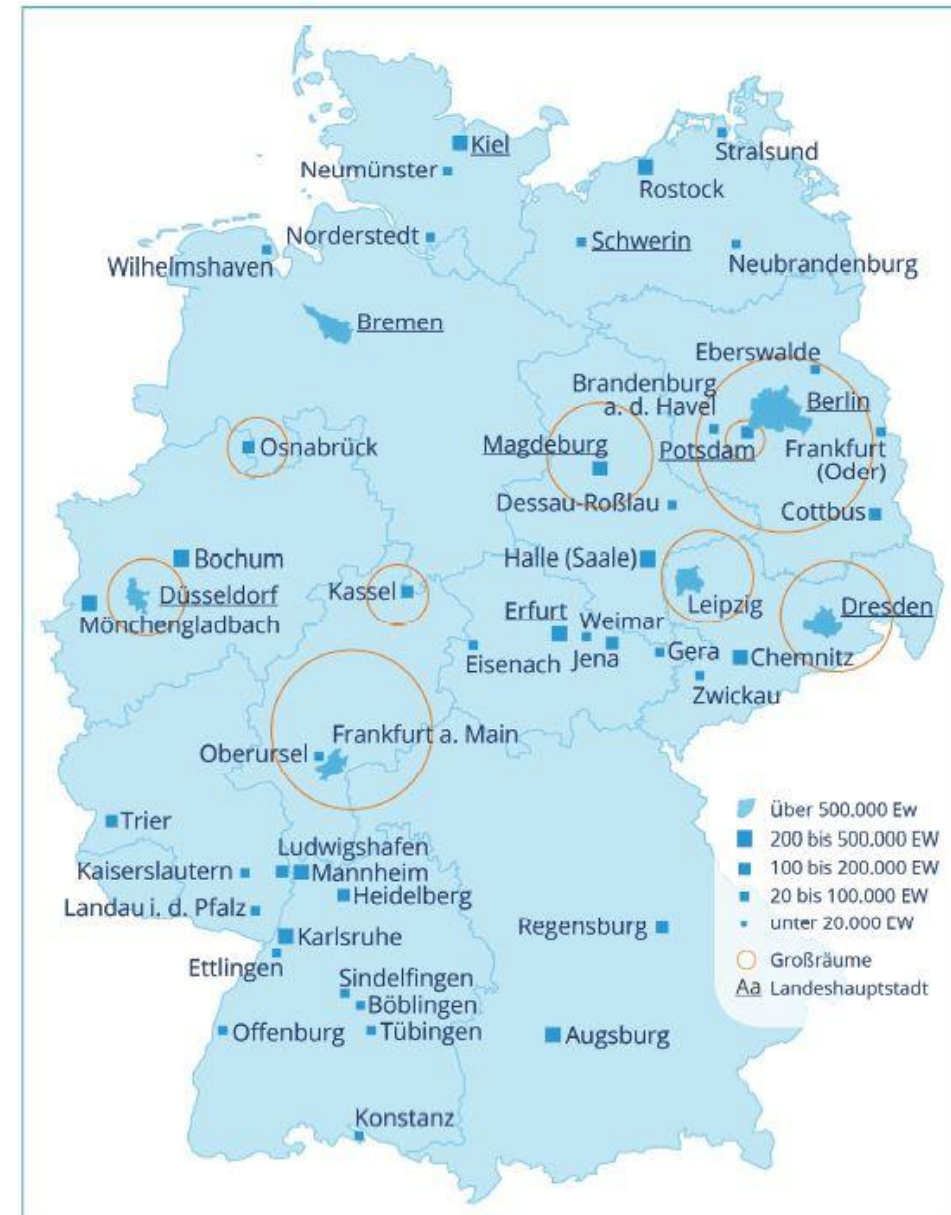 Kiel
Stralsund
Neumünster
Rostock
Norderstedt
Schwerin
Wilhelmshaven
Neubrandenburg
Bremen
Eberswalde
Brandenburg
a. d. Havel
Berlin
Osnabrück
Magdeburg
Potsdam
Frankfurt
(Oder)
Dessau-Roßlau
Cottbus
Bochum
Halle (Saale)
Düsseldorf
Kassel
Leipzig
Dresden
Mönchengladbach
Erfurt
Weimar
Eisenach
Jena
Gera
Chemnitz
Zwickau
Frankfurt a. Main
Oberursel
Trier
Ludwigshafen
Kaiserslautern
Mannheim
Heidelberg
Landau i. d. Pfalz
Regensburg
Karlsruhe
Ettlingen
Sindelfingen
Böblingen
Offenburg
Tübingen
Augsburg
Konstanz
über 500.000 Ew
200 bis 500.000 EW
100 bis 200.000 EW
20 bis 100.000 EW
unter 20.000 EW
Großräume
Aa Landeshauptstadt